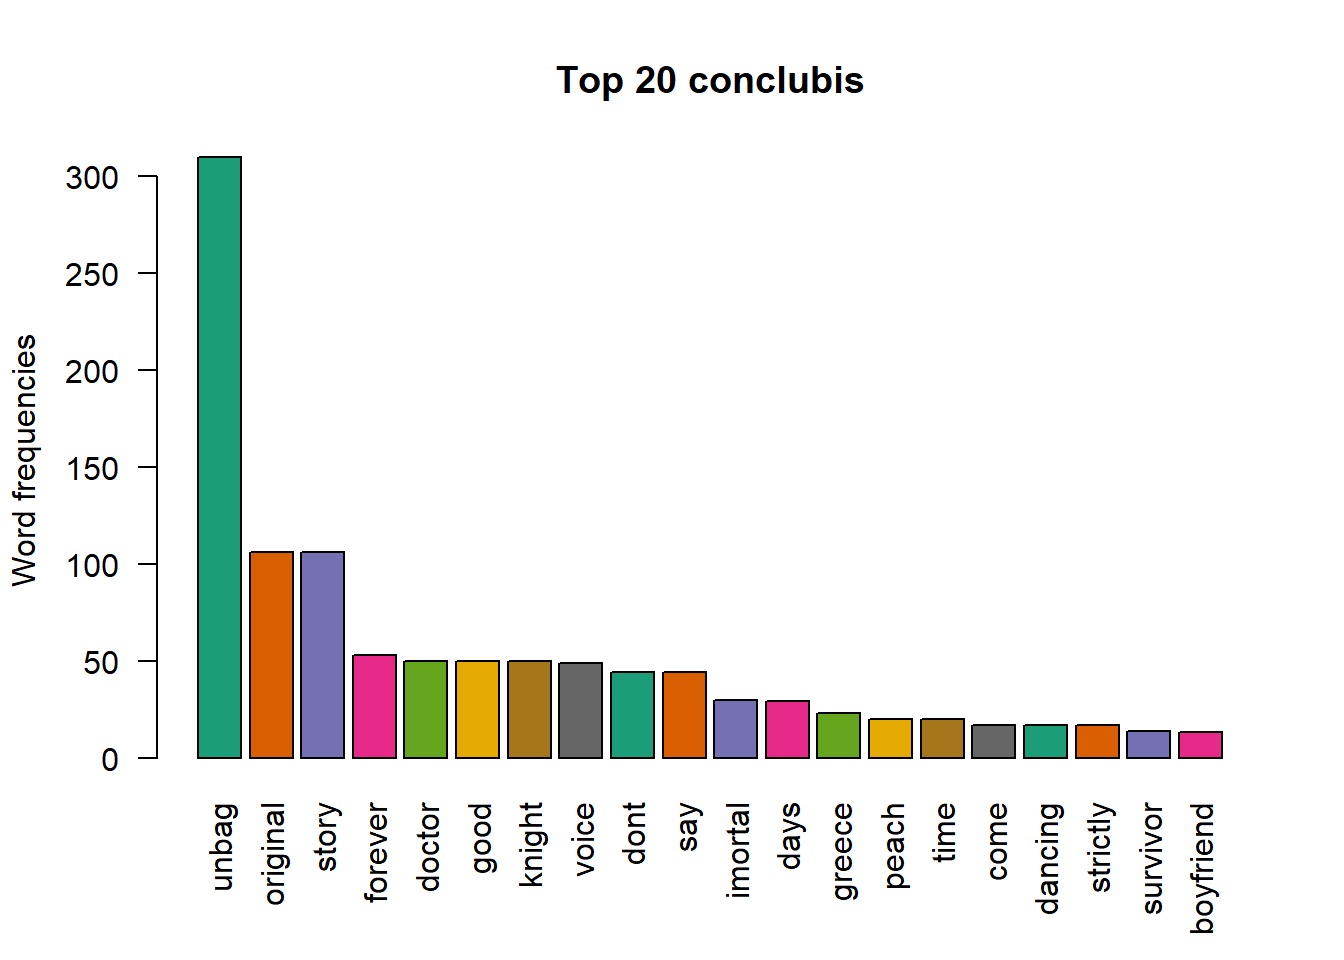 Top 20 conclubis
Word frequencies
300
250
200
150
100
50
0
unbag
original
story
forever
doctor
good
knight
voice
dont
say
imortal
days
greece
peach
time
come
dancing
strictly
survivor
boyfriend